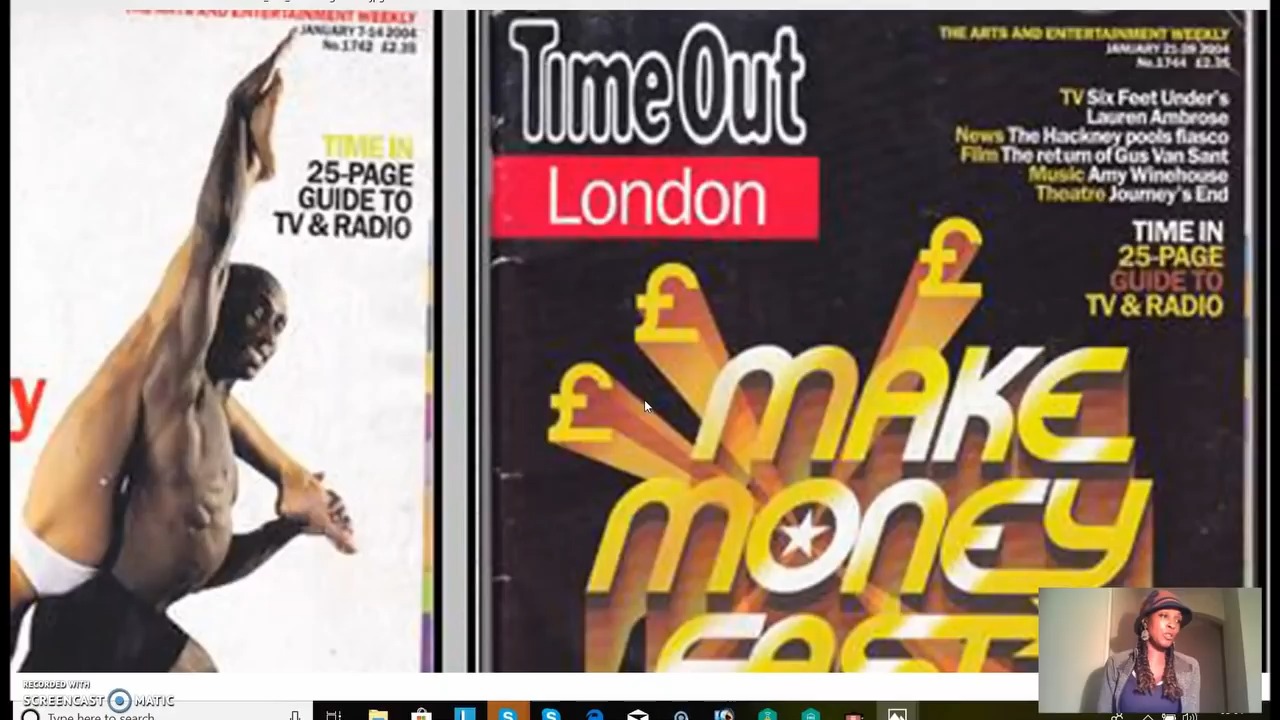 THE ARTS AND ENTERTAINMENT WEEKLY
JANUARY 7-14 2004
No.1742 £2.35
TIME IN
25-PAGE
GUIDE TO
TV & RADIO
y
Time Out
London
THE ARTS AND ENTERTAINMENT WEEKLY
JANUARY 21-28 2004
No.1744 £2.35
TV Six Feet Under's
Lauren Ambrose
News The Hackney pools fiasco
Film The return of Gus Van Sant
Music Amy Winehouse
Theatre Journey's End
TIME IN
25-PAGE
GUIDE TO
TV & RADIO
£
£
£
MAKE
MONEY
FAST
RECORDED WITH
SCREENCAST MATIC
Type here to search